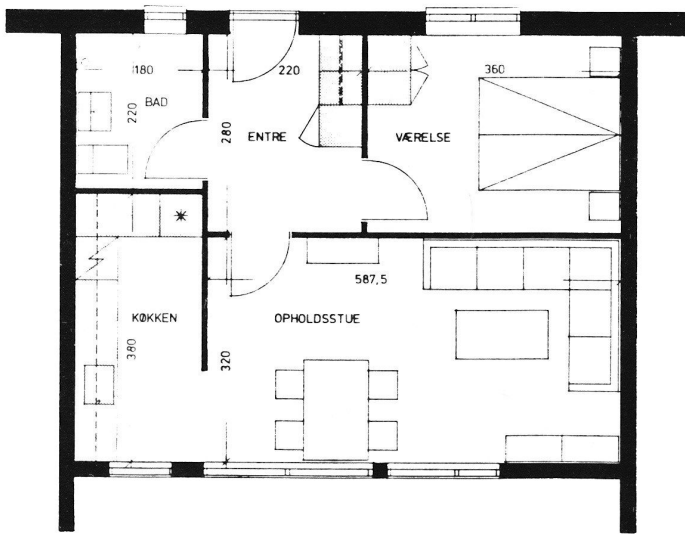 180
220
360
BAD
220
280
ENTRE
VÆRELSE
587,5
KØKKEN
OPHOLDSSTUE
380
320